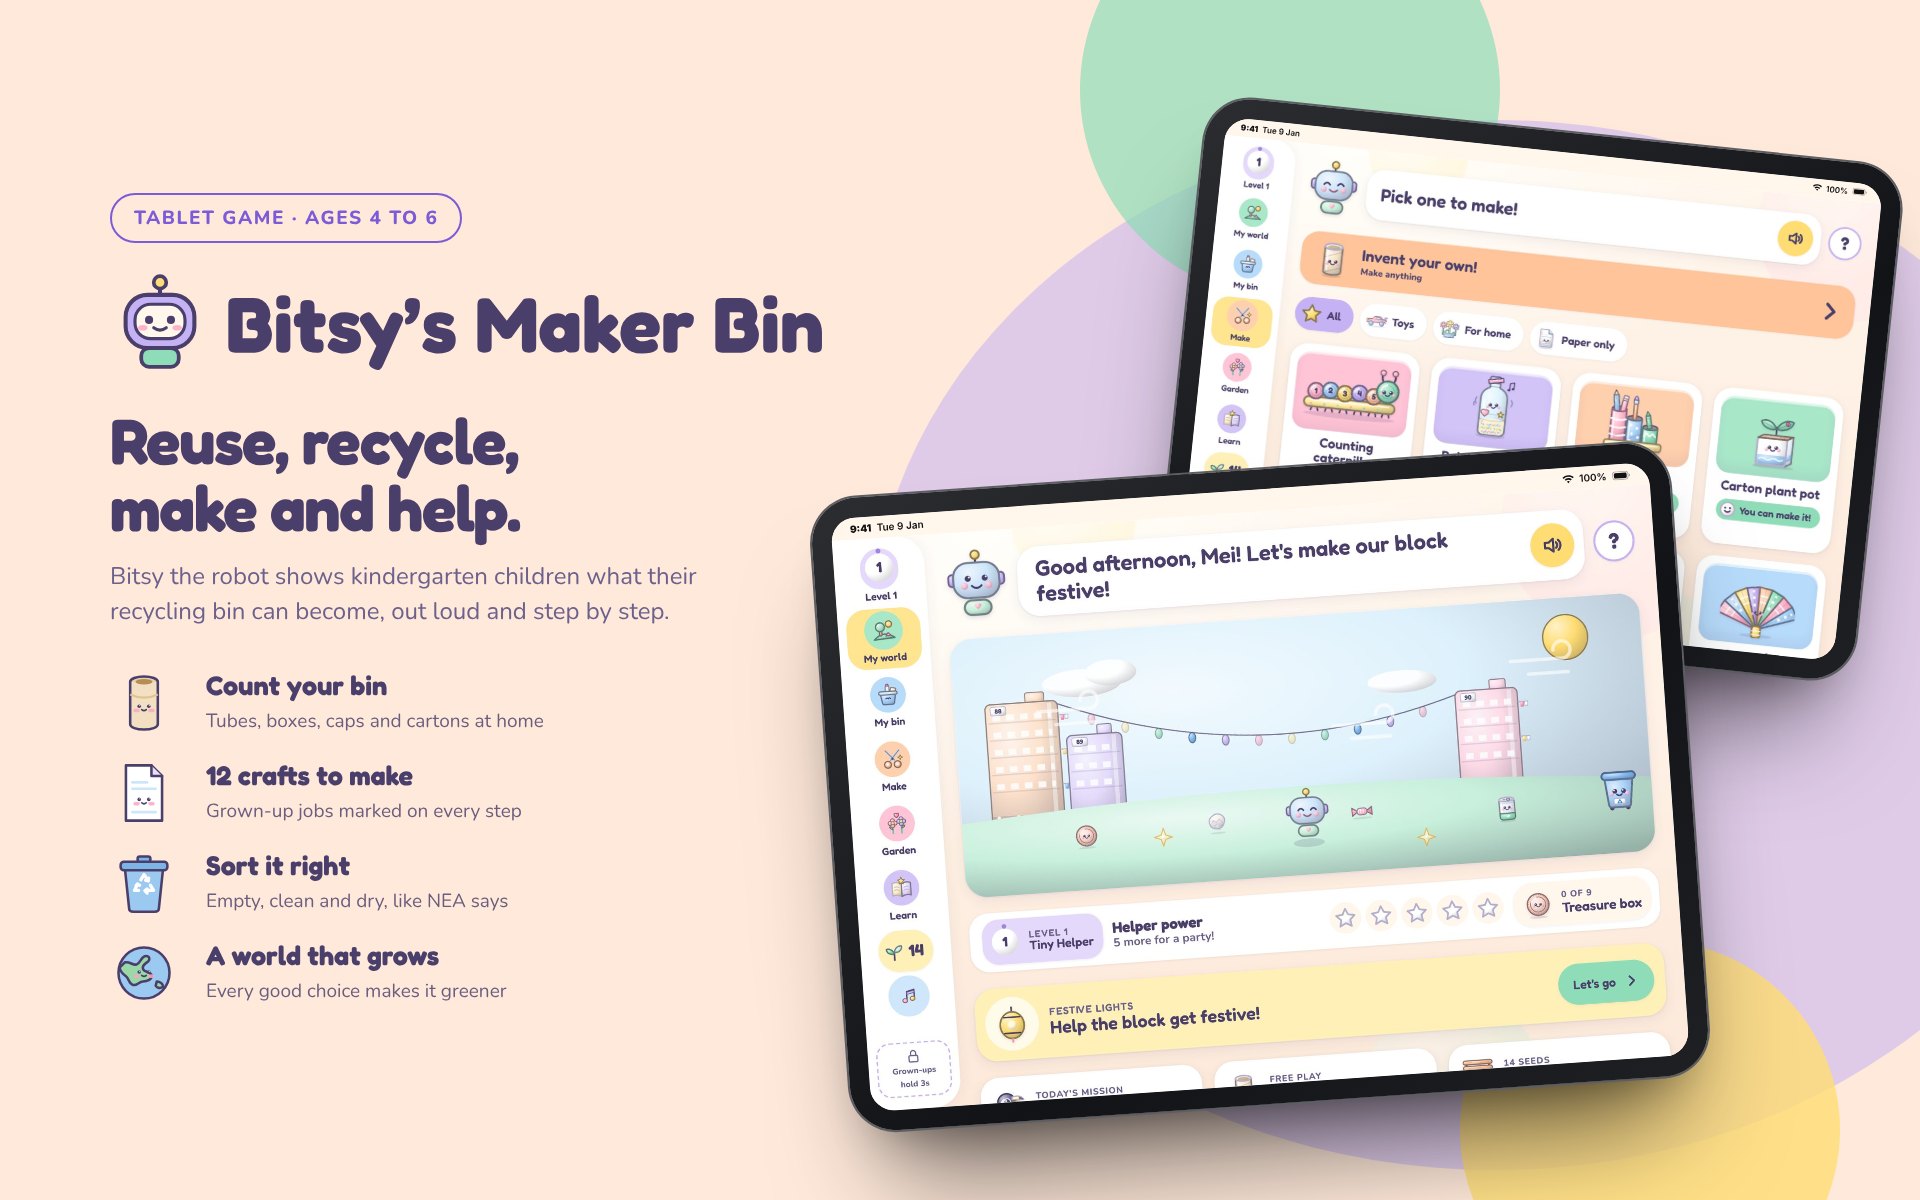 TABLET GAME · AGES 4 TO 6
Bitsy’s Maker Bin
Reuse, recycle,
make and help.
Bitsy the robot shows kindergarten children what their
recycling bin can become, out loud and step by step.
Count your bin
Tubes, boxes, caps and cartons at home
12 crafts to make
Grown-up jobs marked on every step
Sort it right
Empty, clean and dry, like NEA says
A world that grows
Every good choice makes it greener
9:41 Tue 9 Jan
100%
1
Level 1
My world
My bin
Make
Garden
Learn
Pick one to make!
?
Invent your own!
Make anything
All
Toys
For home
Paper only
1 2 3 4 5
Counting
Carton plant pot
You can make it!
9:41 Tue 9 Jan
100%
1
Level 1
My world
My bin
Make
Garden
Learn
14
Grown-ups
hold 3s
Good afternoon, Mei! Let's make our block
festive!
?
88
89
90
1
LEVEL 1
Tiny Helper
Helper power
5 more for a party!
0 OF 9
Treasure box
FESTIVE LIGHTS
Help the block get festive!
Let's go
TODAY'S MISSION
FREE PLAY
14 SEEDS